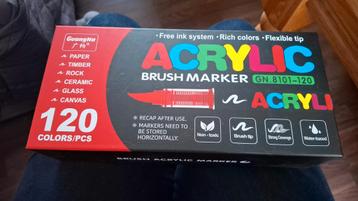 GuangNa
广纳
PAPER
TIMBER
ROCK
CERAMIC
GLASS
CANVAS
120
COLORS/PCS
• Free ink system • Rich colors • Flexible tip
ACRYLIC
BRUSH MARKER GN.8101-120
ACRYLI
• RECAP AFTER USE.
• MARKERS NEED TO
BE STORED
HORIZONTALLY.
Non-toxic
Brush tip
Strong Coverage
Water-based
BRUSH ACRYLIC MARKER